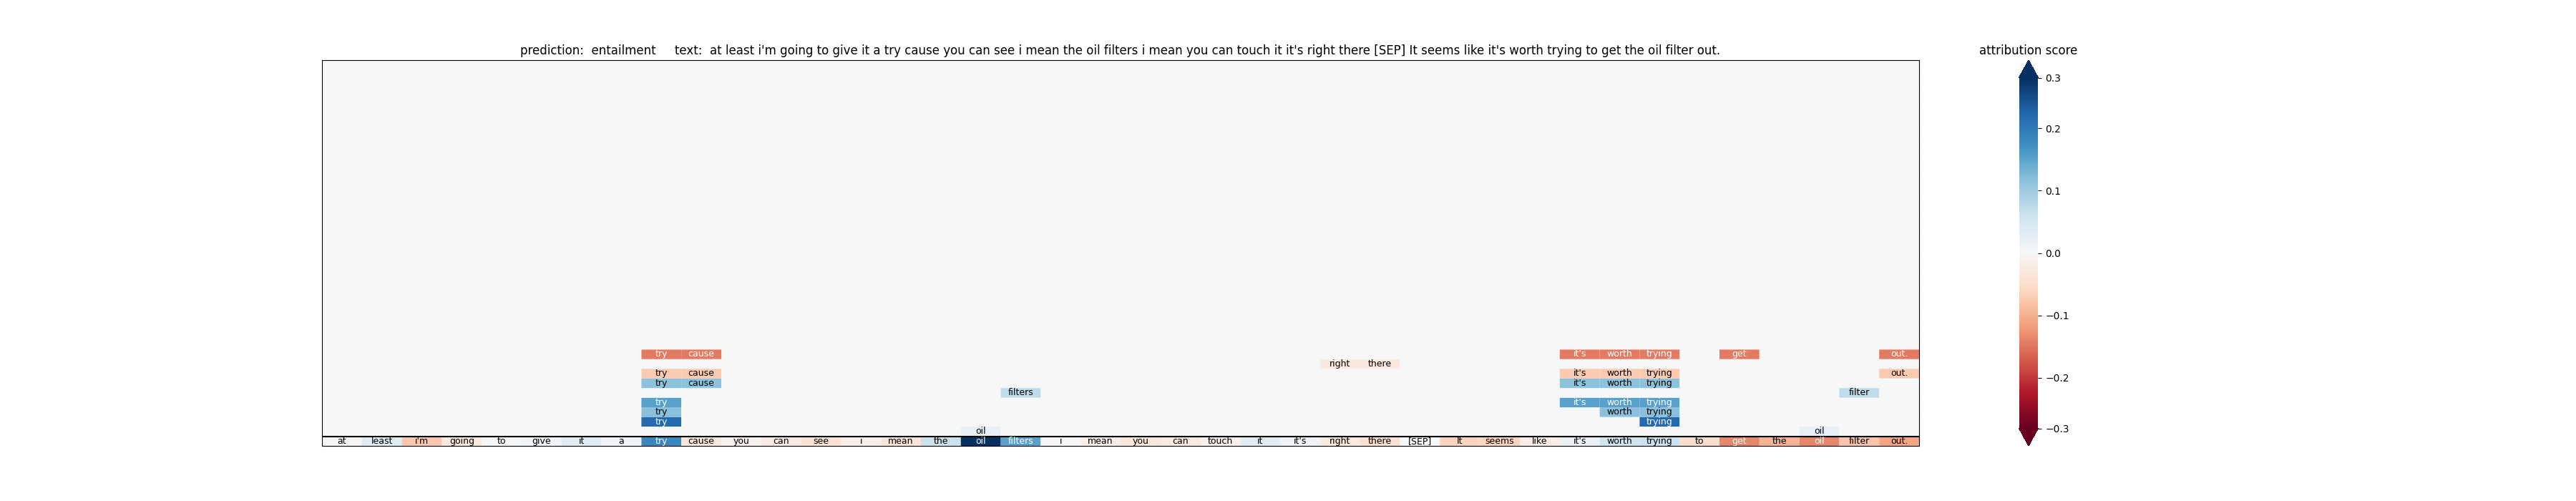 prediction:  entailment     text:  at least i'm going to give it a try cause you can see i mean the oil filters i mean you can touch it it's right there [SEP] It seems like it's worth trying to get the oil filter out.
attribution score
0.3
0.2
0.1
0.0
−0.1
−0.2
−0.3
try cause it's worth trying get out.
right there
try cause it's worth trying out.
try cause it's worth trying
filters filter
try it's worth trying
try worth trying
try trying
oil oil
at least i'm going to give it a try cause you can see i mean the oil filters i mean you can touch it it's right there [SEP] It seems like it's worth trying to get the oil filter out.